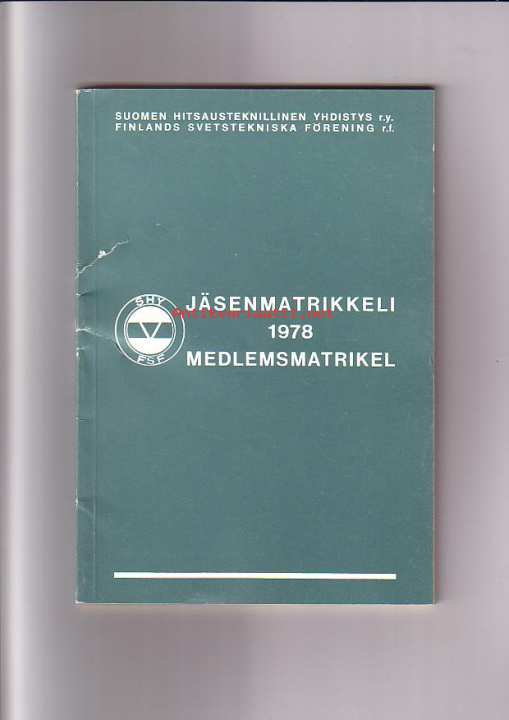 SUOMEN HITSAUSTEKNILLINEN YHDISTYS r.y.
FINLANDS SVETSTEKNISKA FÖRENING r.f.
SHY
FSF
JÄSENMATRIKKELI
1978
MEDLEMSMATRIKEL